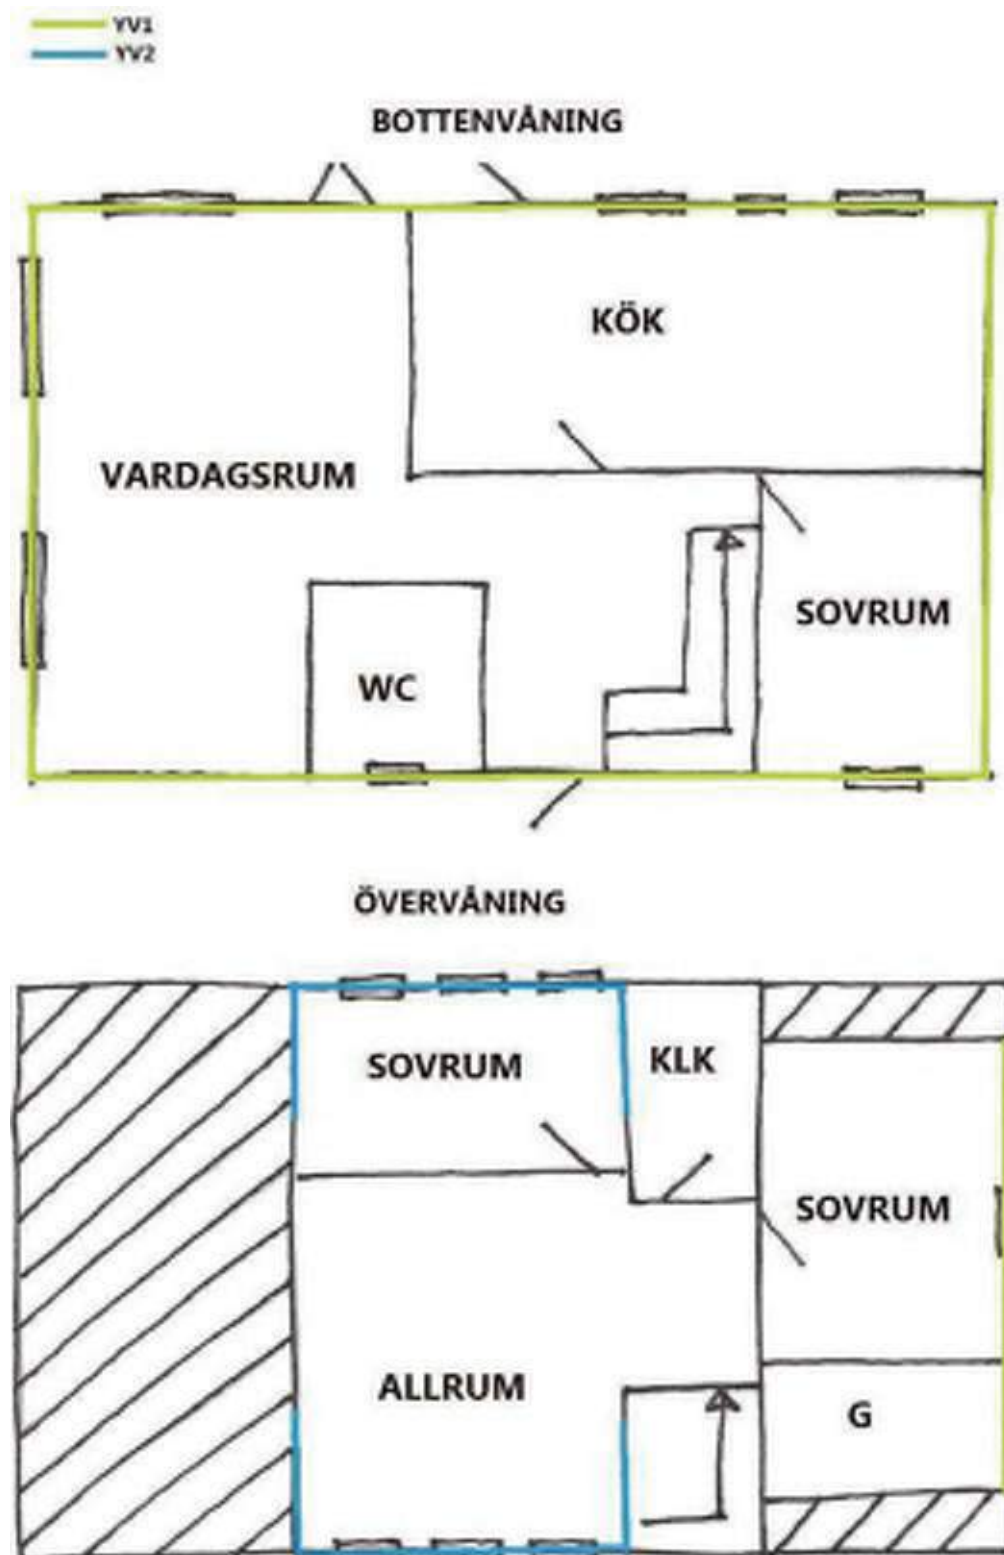 YV1
YV2
BOTTENVÅNING
KÖK
VARDAGSRUM
SOVRUM
WC
ÖVERVÅNING
SOVRUM
KLK
SOVRUM
ALLRUM
G